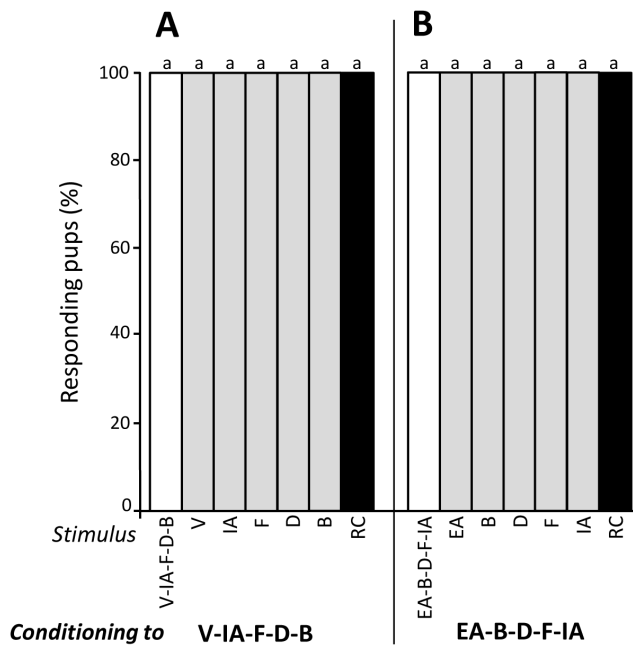 A
B
a a a a a a a
a a a a a a a
100
80
60
40
20
0
Responding pups (%)
Stimulus
V-IA-F-D-B
V
IA
F
D
B
RC
EA-B-D-F-IA
EA
B
D
F
IA
RC
Conditioning to
V-IA-F-D-B
EA-B-D-F-IA